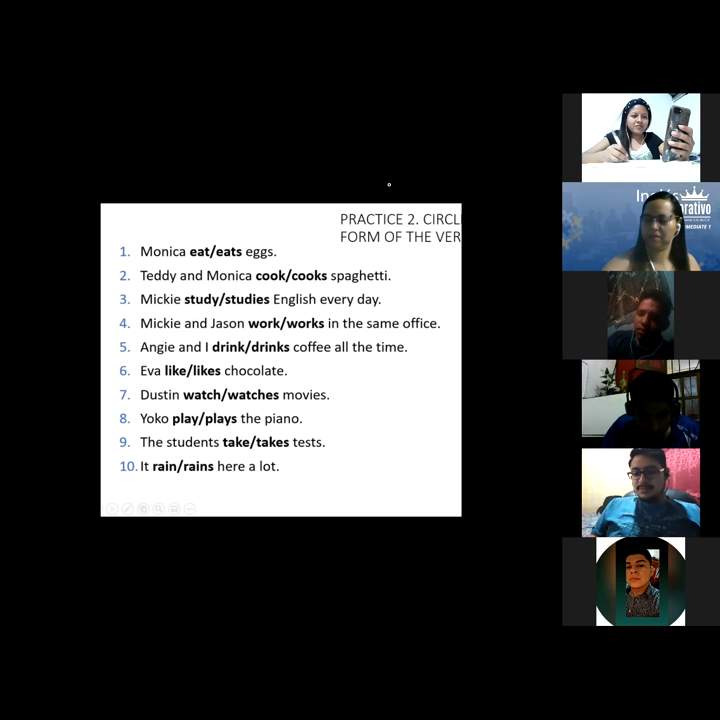 PRACTICE 2. CIRCL
FORM OF THE VER
1. Monica eat/eats eggs.
2. Teddy and Monica cook/cooks spaghetti.
3. Mickie study/studies English every day.
4. Mickie and Jason work/works in the same office.
5. Angie and I drink/drinks coffee all the time.
6. Eva like/likes chocolate.
7. Dustin watch/watches movies.
8. Yoko play/plays the piano.
9. The students take/takes tests.
10. It rain/rains here a lot.